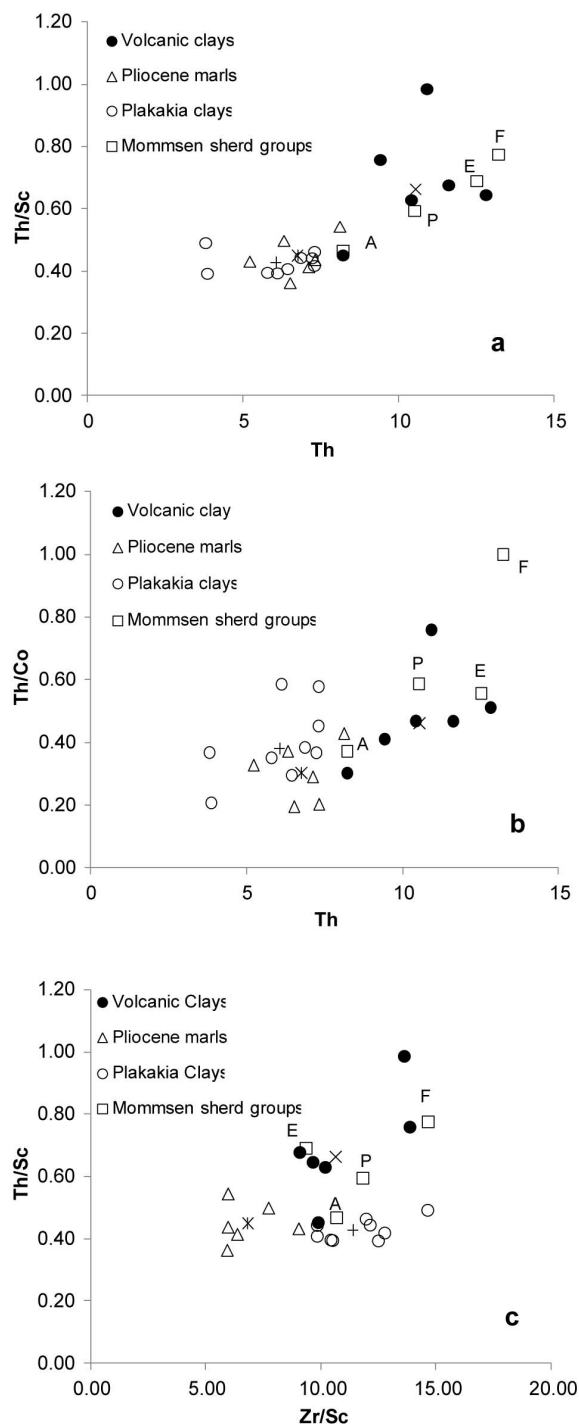 1.20
Volcanic clays
1.00
Pliocene marls
Plakakia clays
F
0.80
Mommsen sherd groups
E
Th/Sc
0.60
P
A
0.40
0.20
a
0.00
0 5 10 15
Th
1.20
Volcanic clay
1.00
Pliocene marls
F
Plakakia clays
0.80
Mommsen sherd groups
Th/Co
P
0.60
E
A
0.40
0.20
b
0.00
0 5 10 15
Th
1.20
Volcanic Clays
1.00
Pliocene marls
Plakakia Clays
F
0.80
Mommsen sherd groups
E
Th/Sc
P
0.60
A
0.40
0.20
c
0.00
0.00 5.00 10.00 15.00 20.00
Zr/Sc